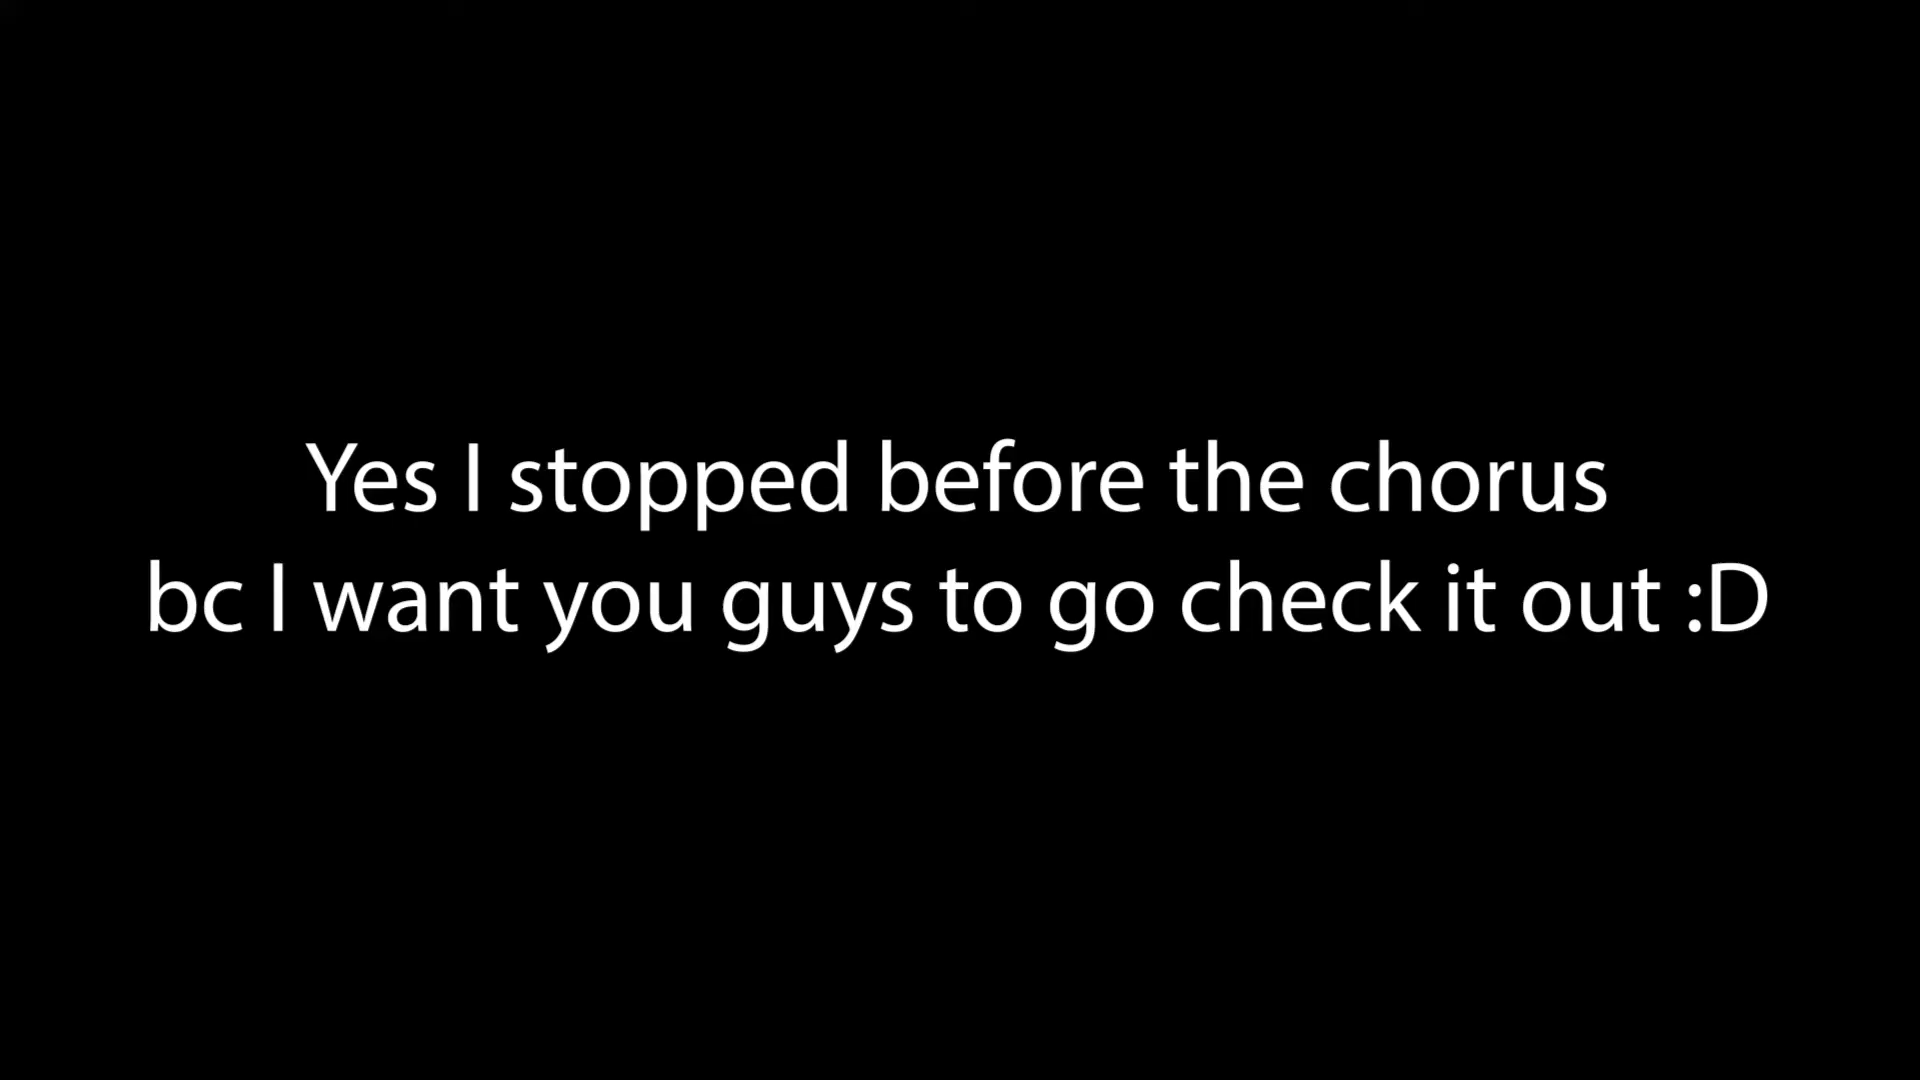 Yes I stopped before the chorus
bc I want you guys to go check it out :D